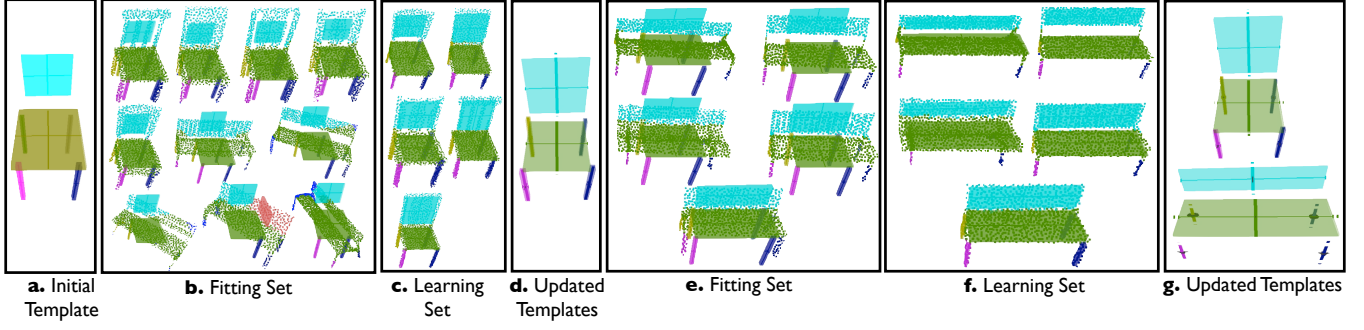 a. Initial
Template
b. Fitting Set
c. Learning
Set
d. Updated
Templates
e. Fitting Set
f. Learning Set
g. Updated Templates